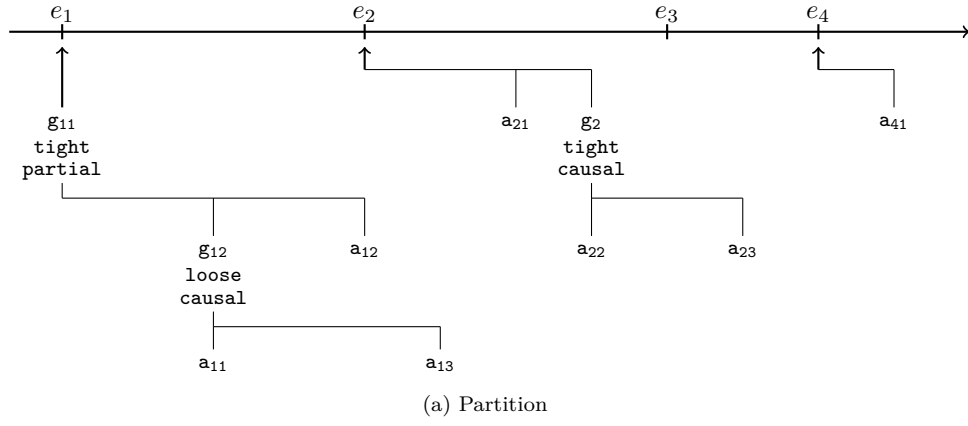 e₁ e₂ e₃ e₄
g₁₁
tight
partial
a₂₁
g₂
tight
causal
a₄₁
g₁₂
loose
causal
a₁₂
a₂₂
a₂₃
a₁₁
a₁₃
(a) Partition